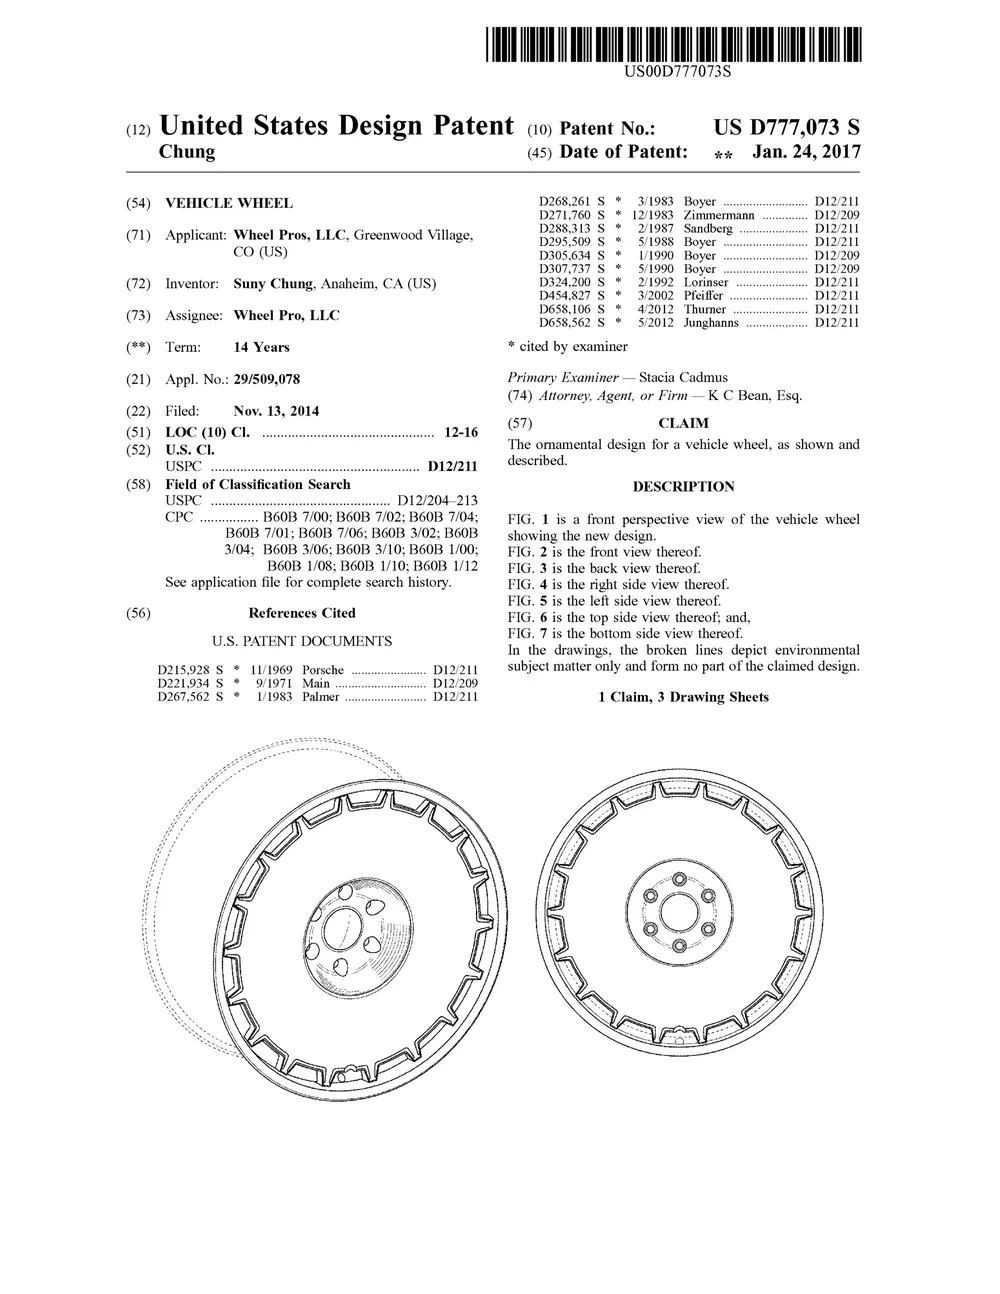 US00D777073S
(12) United States Design Patent
Chung
(10) Patent No.: US D777,073 S
(45) Date of Patent: ** Jan. 24, 2017
(54) VEHICLE WHEEL
(71) Applicant: Wheel Pros, LLC, Greenwood Village,
CO (US)
(72) Inventor: Suny Chung, Anaheim, CA (US)
(73) Assignee: Wheel Pro, LLC
(**) Term: 14 Years
(21) Appl. No.: 29/509,078
(22) Filed: Nov. 13, 2014
(51) LOC (10) Cl. .............................................. 12-16
(52) U.S. Cl.
USPC ........................................................ D12/211
(58) Field of Classification Search
USPC ................................................ D12/204–213
CPC ................ B60B 7/00; B60B 7/02; B60B 7/04;
B60B 7/01; B60B 7/06; B60B 3/02; B60B
3/04; B60B 3/06; B60B 3/10; B60B 1/00;
B60B 1/08; B60B 1/10; B60B 1/12
See application file for complete search history.
(56) References Cited
U.S. PATENT DOCUMENTS
D215,928 S * 11/1969 Porsche ....................... D12/211
D221,934 S * 9/1971 Main ............................ D12/209
D267,562 S * 1/1983 Palmer ......................... D12/211
D268,261 S * 3/1983 Boyer .......................... D12/211
D271,760 S * 12/1983 Zimmermann .............. D12/209
D288,313 S * 2/1987 Sandberg ..................... D12/211
D295,509 S * 5/1988 Boyer .......................... D12/211
D305,634 S * 1/1990 Boyer .......................... D12/209
D307,737 S * 5/1990 Boyer .......................... D12/209
D324,200 S * 2/1992 Lorinser ...................... D12/211
D454,827 S * 3/2002 Pfeiffer ........................ D12/211
D658,106 S * 4/2012 Thurner ....................... D12/211
D658,562 S * 5/2012 Junghanns ................... D12/211
* cited by examiner
Primary Examiner — Stacia Cadmus
(74) Attorney, Agent, or Firm — K C Bean, Esq.
(57) CLAIM
The ornamental design for a vehicle wheel, as shown and
described.
DESCRIPTION
FIG. 1 is a front perspective view of the vehicle wheel
showing the new design.
FIG. 2 is the front view thereof.
FIG. 3 is the back view thereof.
FIG. 4 is the right side view thereof.
FIG. 5 is the left side view thereof.
FIG. 6 is the top side view thereof; and,
FIG. 7 is the bottom side view thereof.
In the drawings, the broken lines depict environmental
subject matter only and form no part of the claimed design.
1 Claim, 3 Drawing Sheets